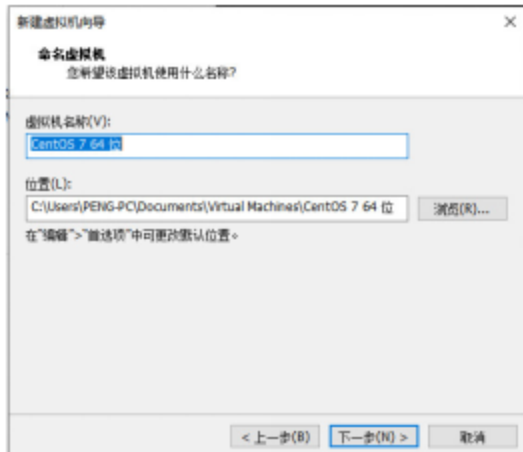 新建虚拟机向导
命名虚拟机
您希望该虚拟机使用什么名称?
虚拟机名称(V):
CentOS 7 64 位
位置(L):
C:\Users\PENG-PC\Documents\Virtual Machines\CentOS 7 64 位
浏览(R)...
在"编辑">"首选项"中可更改默认位置。
< 上一步(B)
下一步(N) >
取消